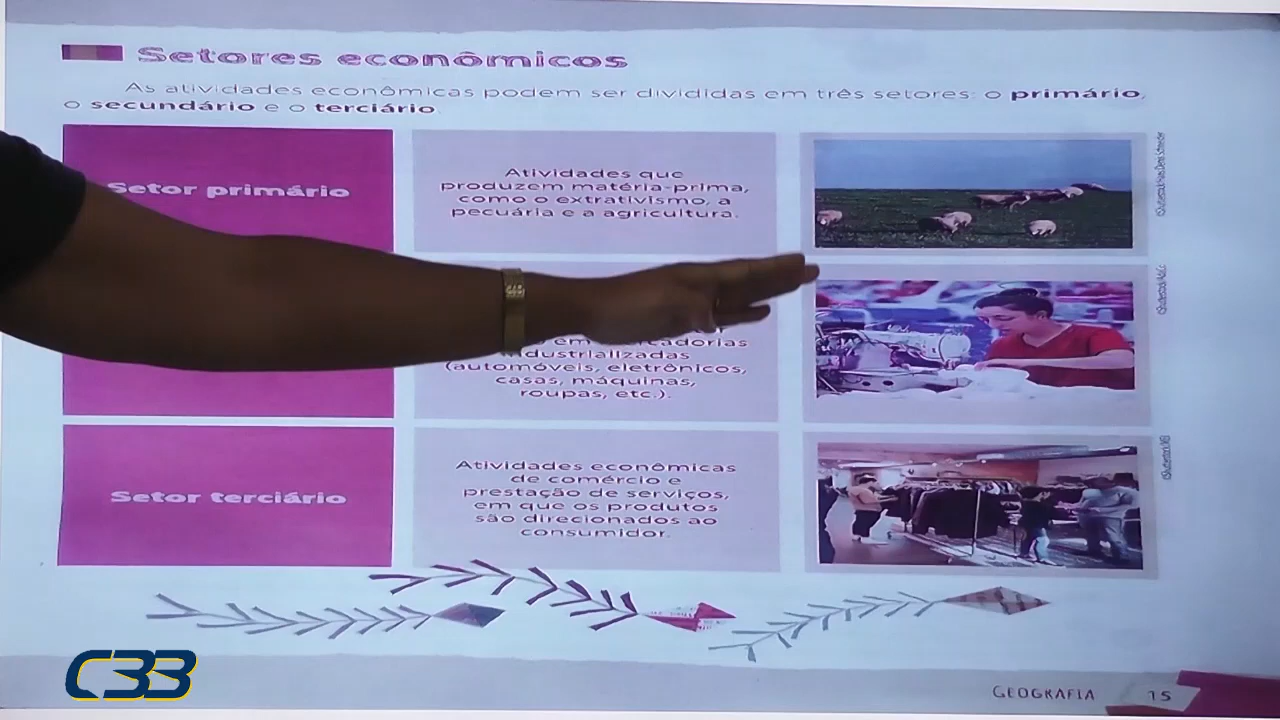 Setores econômicos
As atividades econômicas podem ser divididas em três setores: o primário,
o secundário e o terciário.
Setor primário
Atividades que
produzem matéria-prima,
como o extrativismo, a
pecuária e a agricultura.
industrializadas
(automóveis, eletrônicos,
casas, máquinas,
roupas, etc.).
Setor terciário
Atividades econômicas
de comércio e
prestação de serviços,
em que os produtos
são direcionados ao
consumidor.
C33
GEOGRAFIA 15